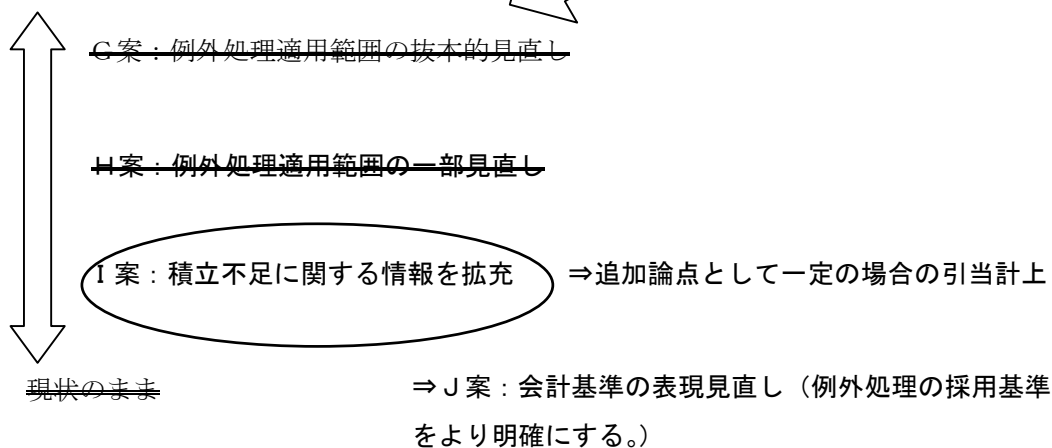 G案：例外処理適用範囲の抜本的見直し
H案：例外処理適用範囲の一部見直し
I案：積立不足に関する情報を拡充　⇒追加論点として一定の場合の引当計上
現状のまま　⇒J案：会計基準の表現見直し（例外処理の採用基準
をより明確にする。）